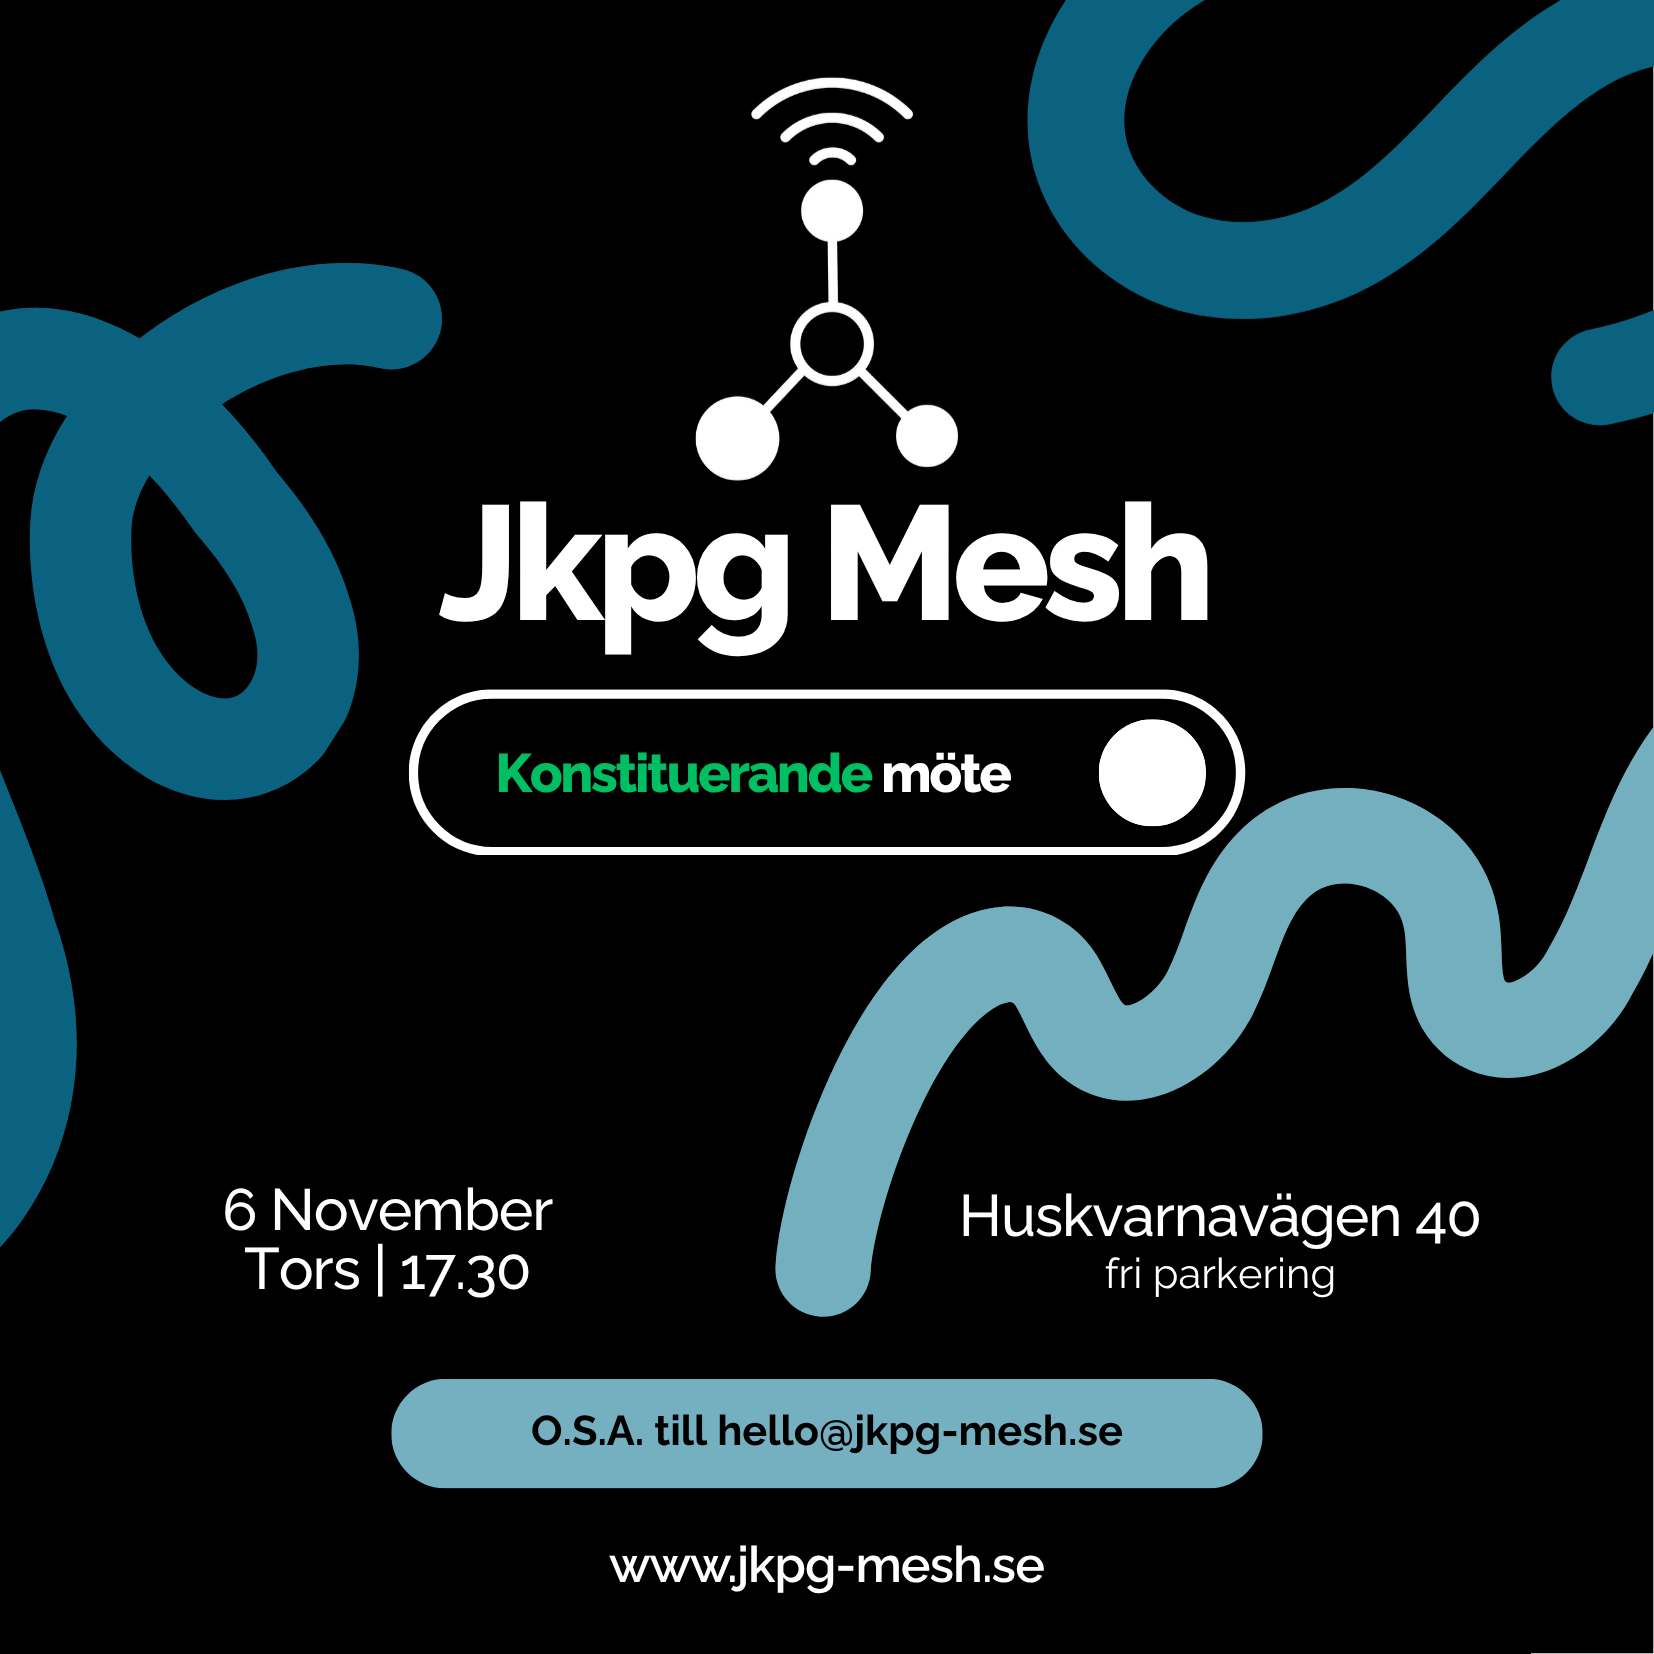 Jkpg Mesh
Konstituerande möte
6 November
Tors | 17.30
Huskvarnavägen 40
fri parkering
O.S.A. till hello@jkpg-mesh.se
www.jkpg-mesh.se